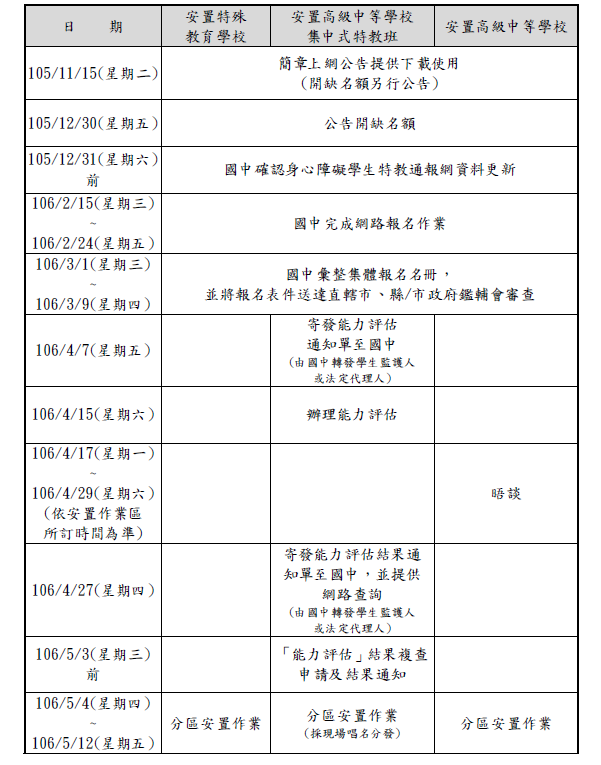 日　　期
安置特殊
教育學校
安置高級中等學校
集中式特教班
安置高級中等學校
105/11/15(星期二)
簡章上網公告提供下載使用
(開缺名額另行公告)
105/12/30(星期五)
公告開缺名額
105/12/31(星期六)
前
國中確認身心障礙學生特教通報網資料更新
106/2/15(星期三)
~
106/2/24(星期五)
國中完成網路報名作業
106/3/1(星期三)
~
106/3/9(星期四)
國中彙整集體報名名冊，
並將報名表件送達直轄市、縣/市政府鑑輔會審查
106/4/7(星期五)
寄發能力評估
通知單至國中
(由國中轉發學生監護人
或法定代理人)
106/4/15(星期六)
辦理能力評估
106/4/17(星期一)
~
106/4/29(星期六)
(依安置作業區
所訂時間為準)
晤談
106/4/27(星期四)
寄發能力評估結果通
知單至國中，並提供
網路查詢
(由國中轉發學生監護人
或法定代理人)
106/5/3(星期三)
前
「能力評估」結果複查
申請及結果通知
106/5/4(星期四)
~
106/5/12(星期五)
分區安置作業
分區安置作業
(採現場唱名分發)
分區安置作業